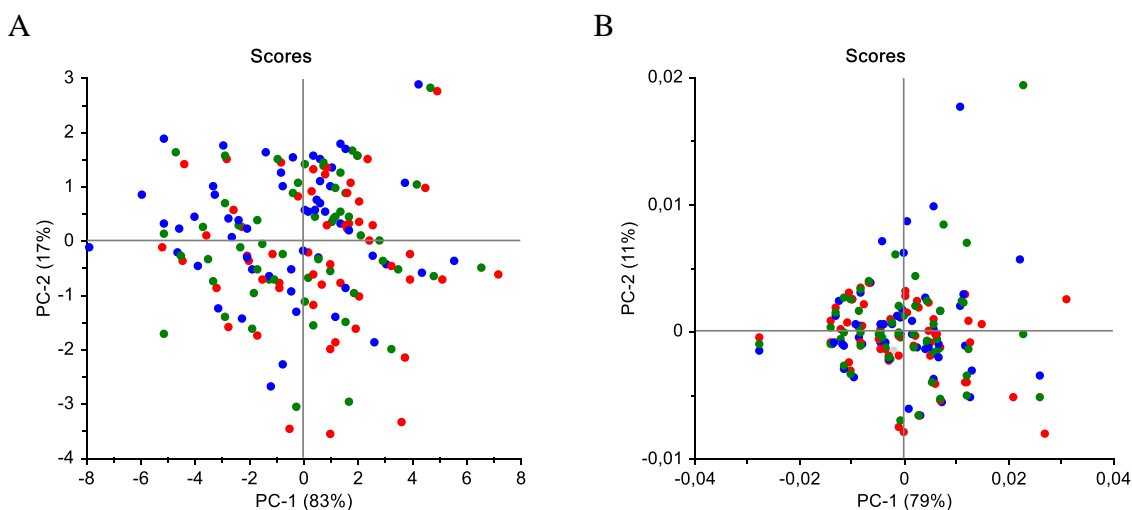 A
Scores
3
2
1
0
-1
-2
-3
-4
PC-2 (17%)
-8 -6 -4 -2 0 2 4 6 8
PC-1 (83%)
B
Scores
0,02
0,01
0
-0,01
PC-2 (11%)
-0,04 -0,02 0 0,02 0,04
PC-1 (79%)